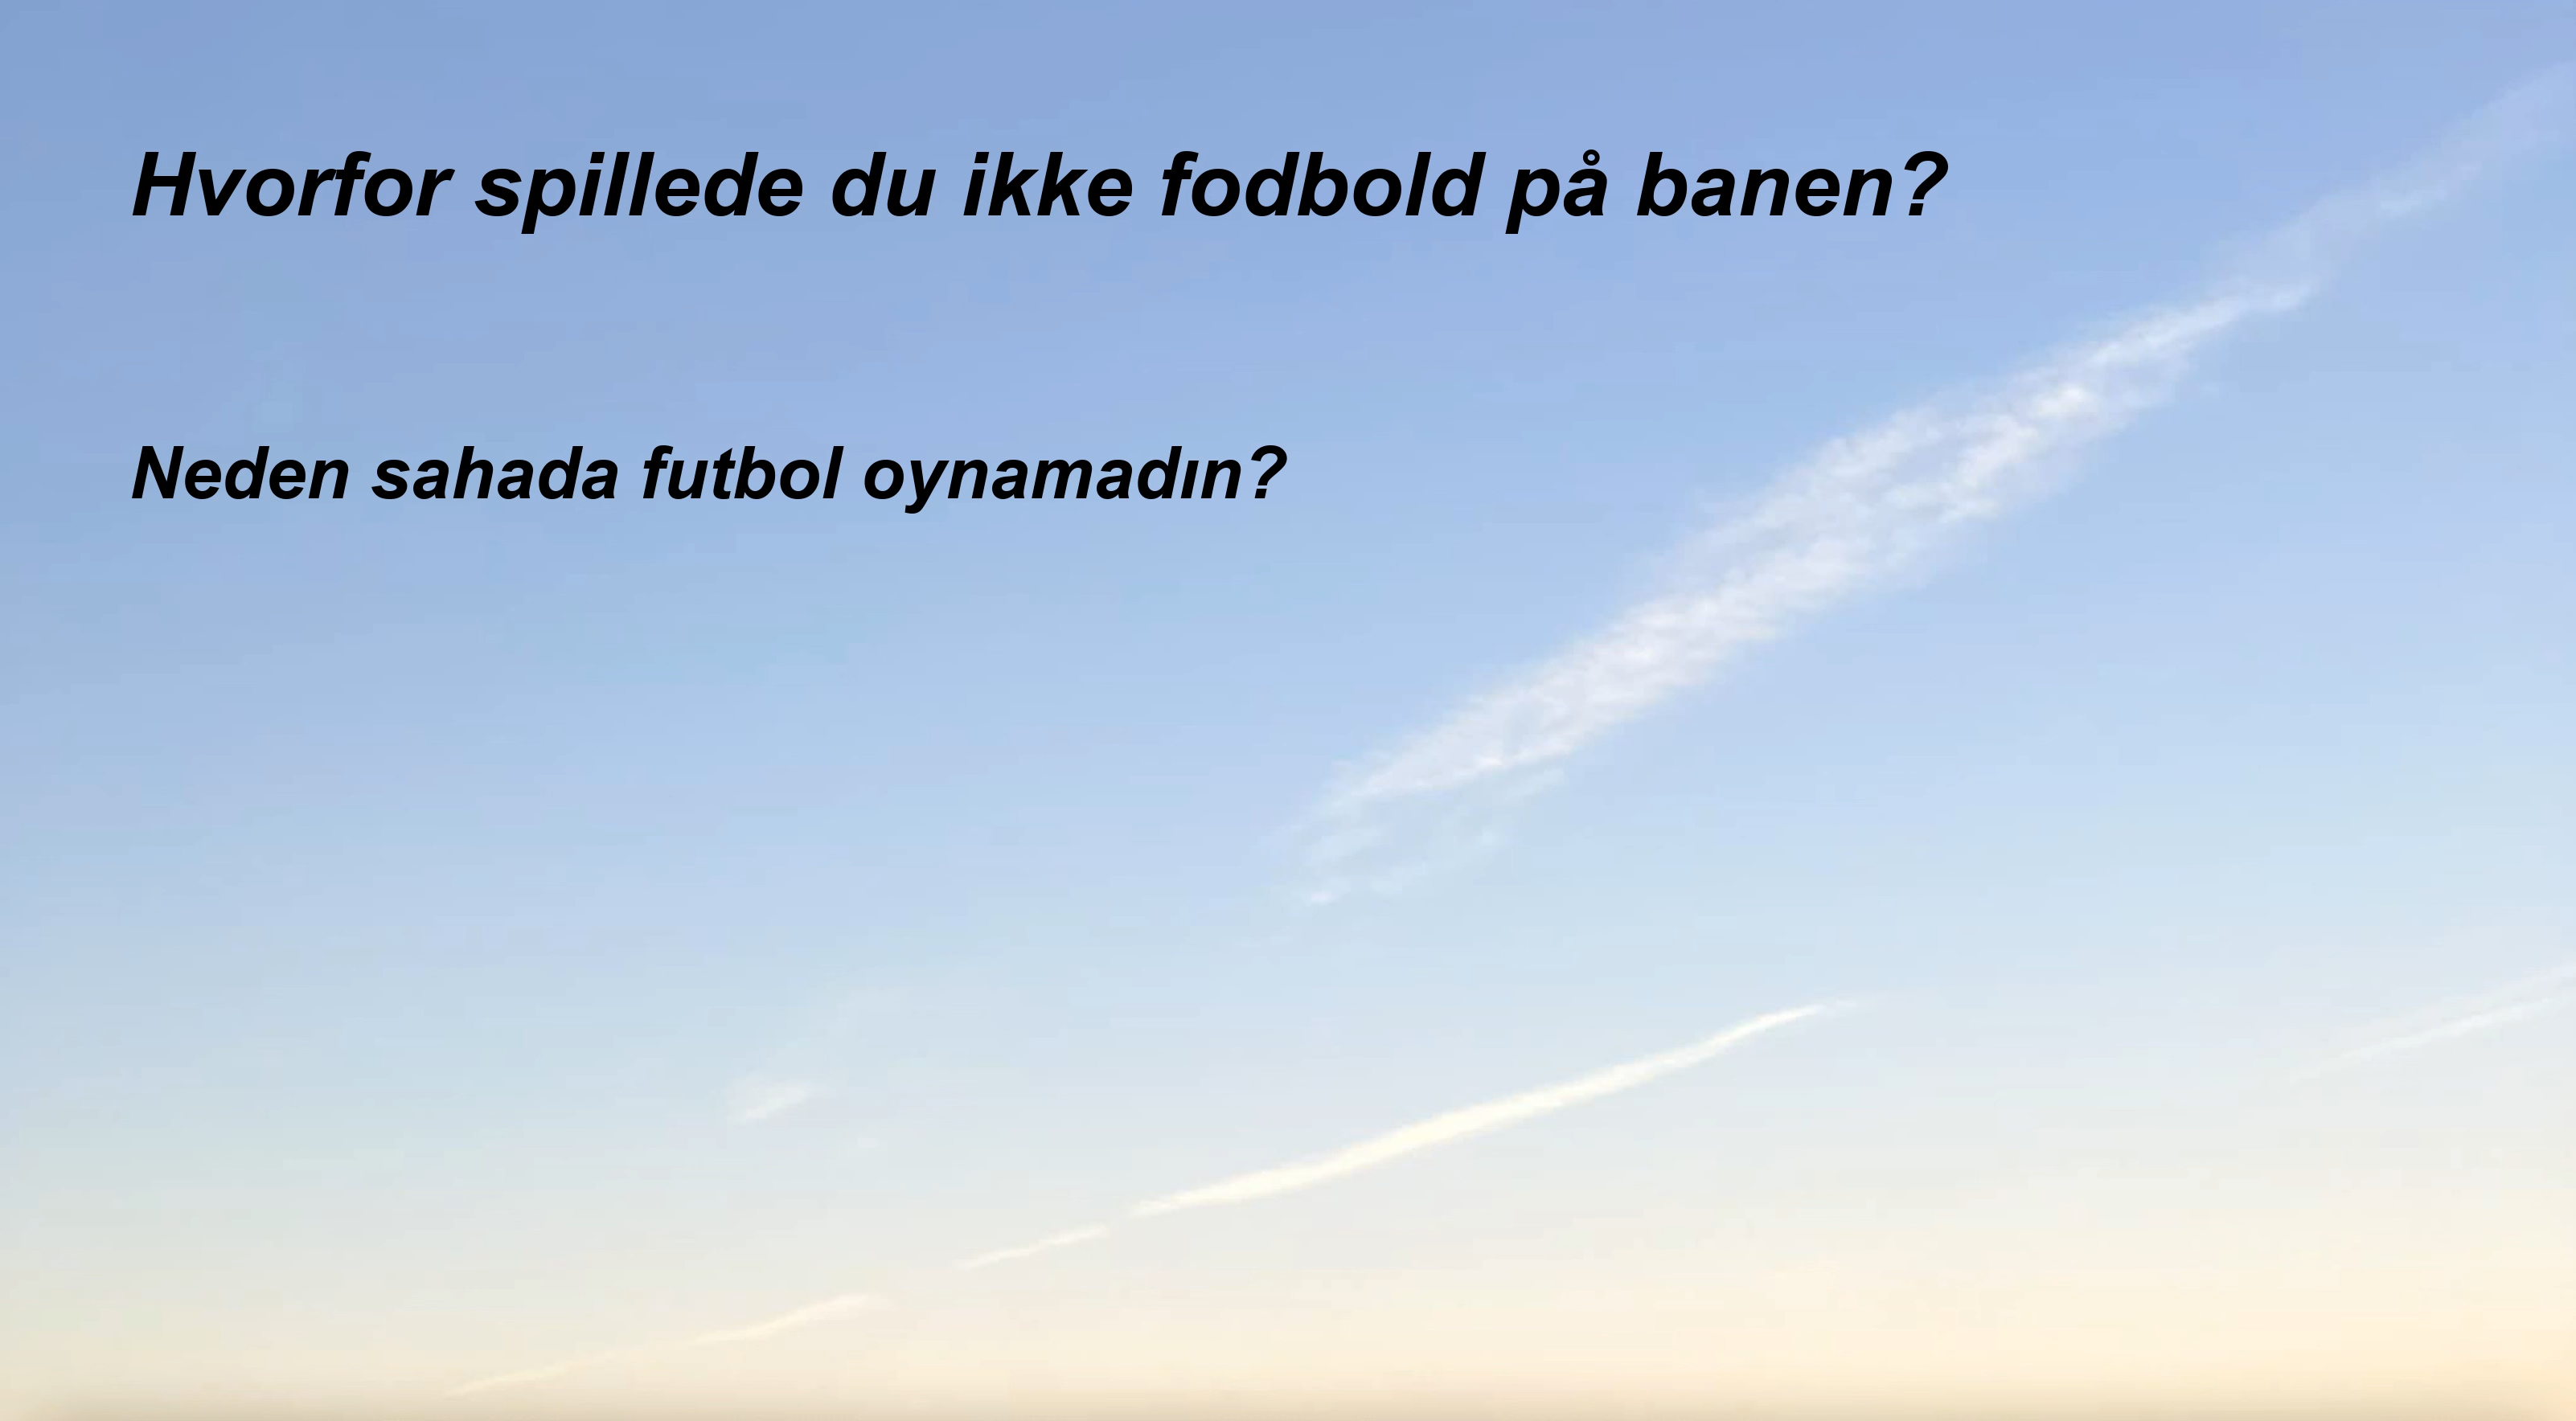 Hvorfor spillede du ikke fodbold på banen?
Neden sahada futbol oynamadın?